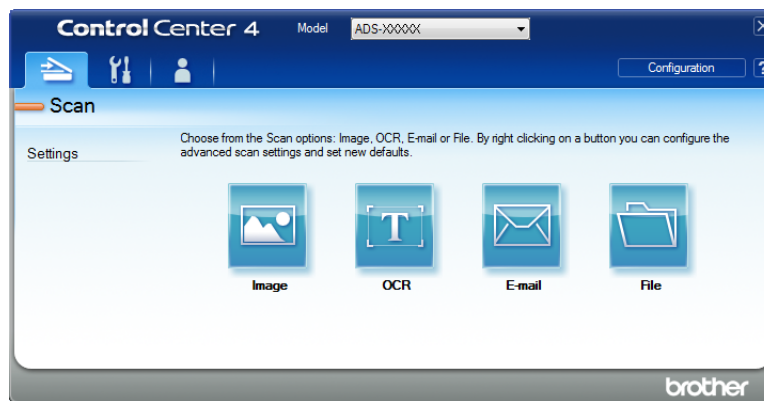 Control Center 4 Model ADS-XXXXX
Configuration ?
Scan
Settings
Choose from the Scan options: Image, OCR, E-mail or File. By right clicking on a button you can configure the
advanced scan settings and set new defaults.
T
Image OCR E-mail File
brother